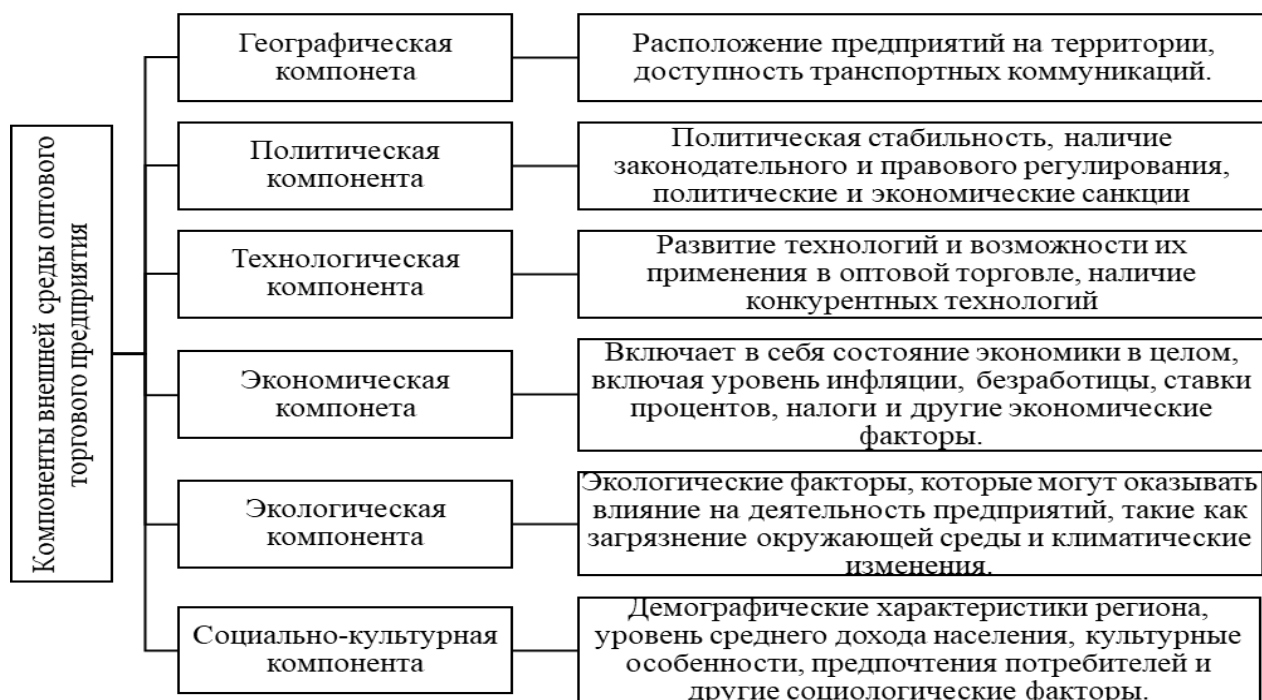 Компоненты внешней среды оптового
торгового предприятия
Географическая
компонета
Расположение предприятий на территории,
доступность транспортных коммуникаций.
Политическая
компонента
Политическая стабильность, наличие
законодательного и правового регулирования,
политические и экономические санкции
Технологическая
компонента
Развитие технологий и возможности их
применения в оптовой торговле, наличие
конкурентных технологий
Экономическая
компонета
Включает в себя состояние экономики в целом,
включая уровень инфляции, безработицы, ставки
процентов, налоги и другие экономические
факторы.
Экологическая
компонента
Экологические факторы, которые могут оказывать
влияние на деятельность предприятий, такие как
загрязнение окружающей среды и климатические
изменения.
Социально-культурная
компонента
Демографические характеристики региона,
уровень среднего дохода населения, культурные
особенности, предпочтения потребителей и
другие социологические факторы.